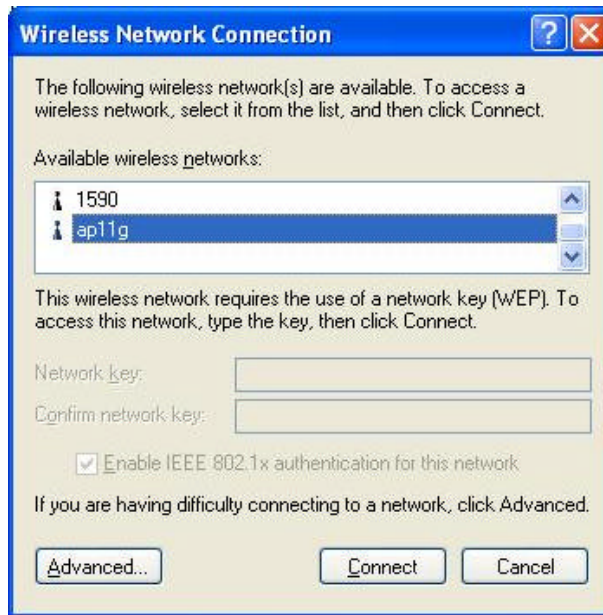 Wireless Network Connection
The following wireless network(s) are available. To access a
wireless network, select it from the list, and then click Connect.
Available wireless networks:
1590
ap11g
This wireless network requires the use of a network key (WEP). To
access this network, type the key, then click Connect.
Network key:
Confirm network key:
Enable IEEE 802.1x authentication for this network
If you are having difficulty connecting to a network, click Advanced.
Advanced... Connect Cancel